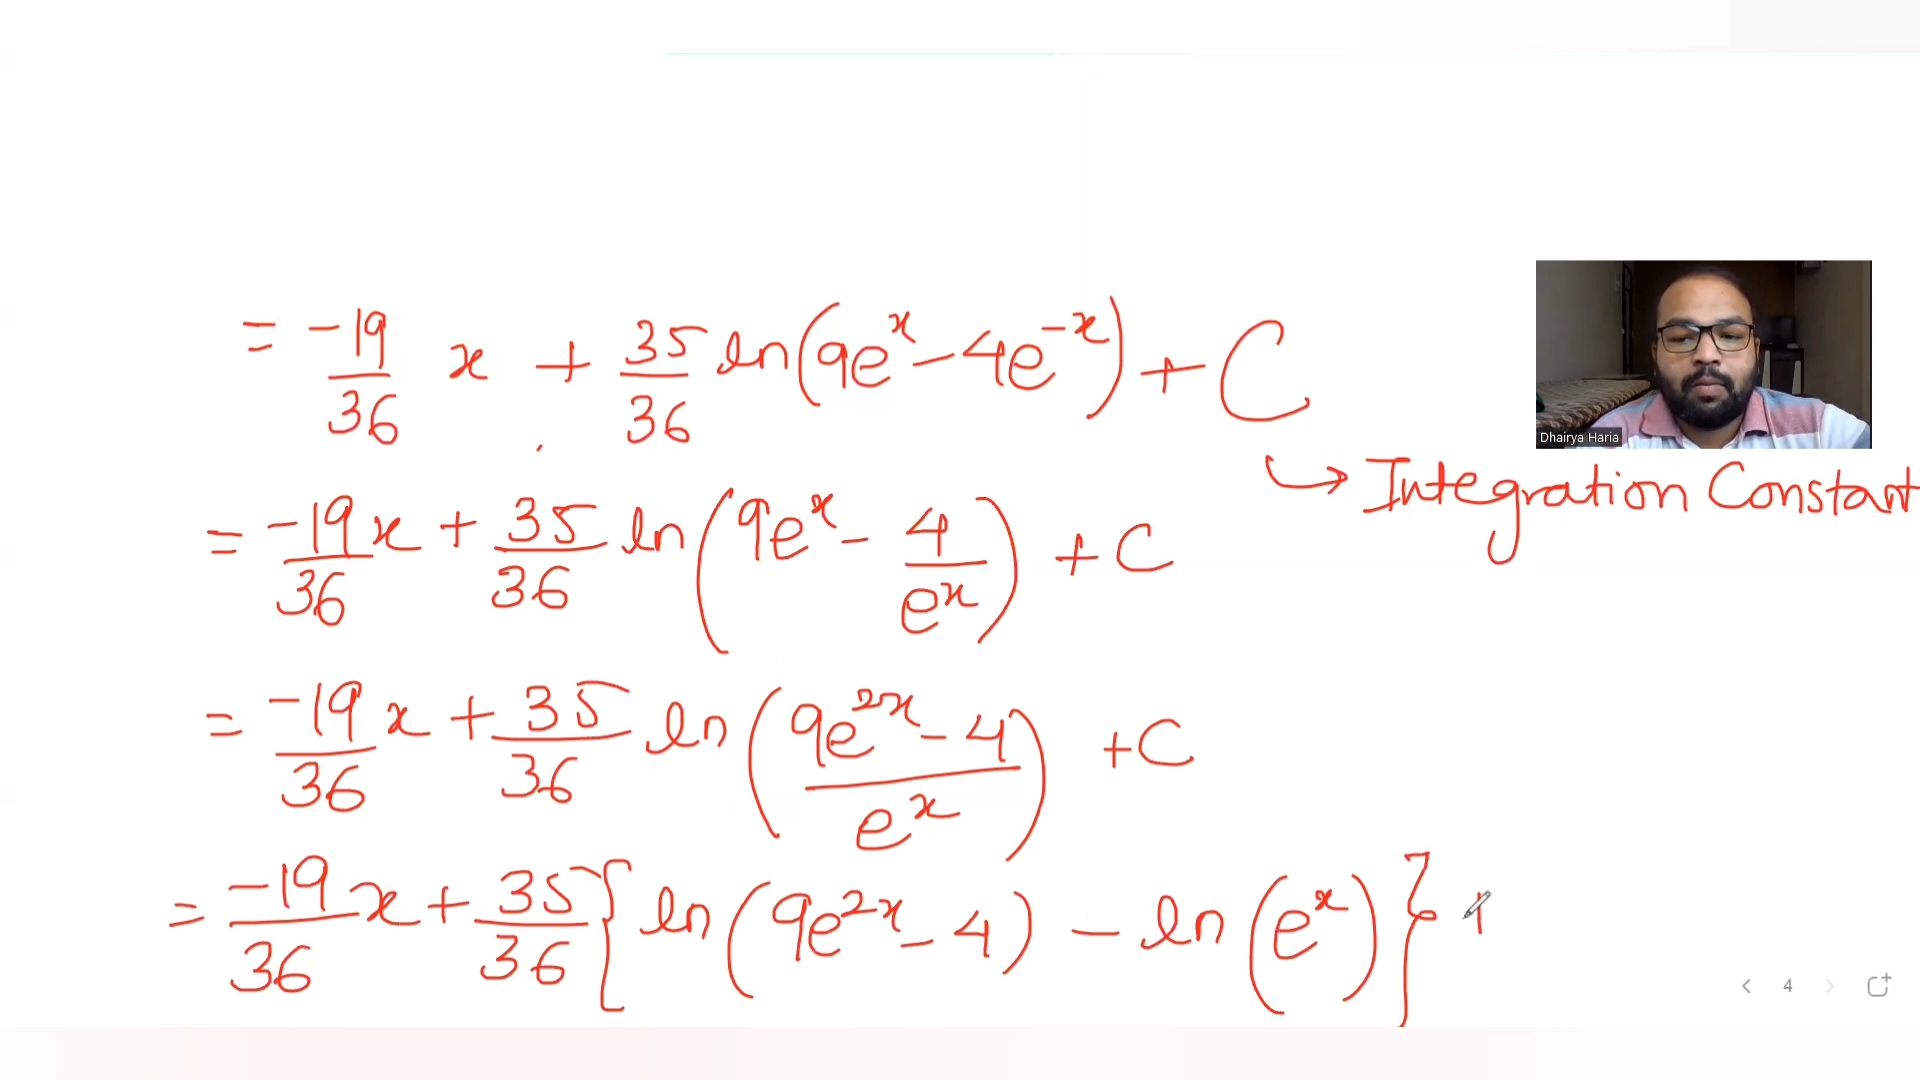 = -19/36 x + 35/36 ln(9e^x - 4e^-x) + C
Dhairya Haria
↳ Integration Constant
= -19x/36 + 35/36 ln(9e^x - 4/e^x) + C
= -19/36 x + 35/36 ln((9e^2x - 4)/e^x) + C
= -19/36 x + 35/36 {ln(9e^2x - 4) - ln(e^x)} +
< 4 >